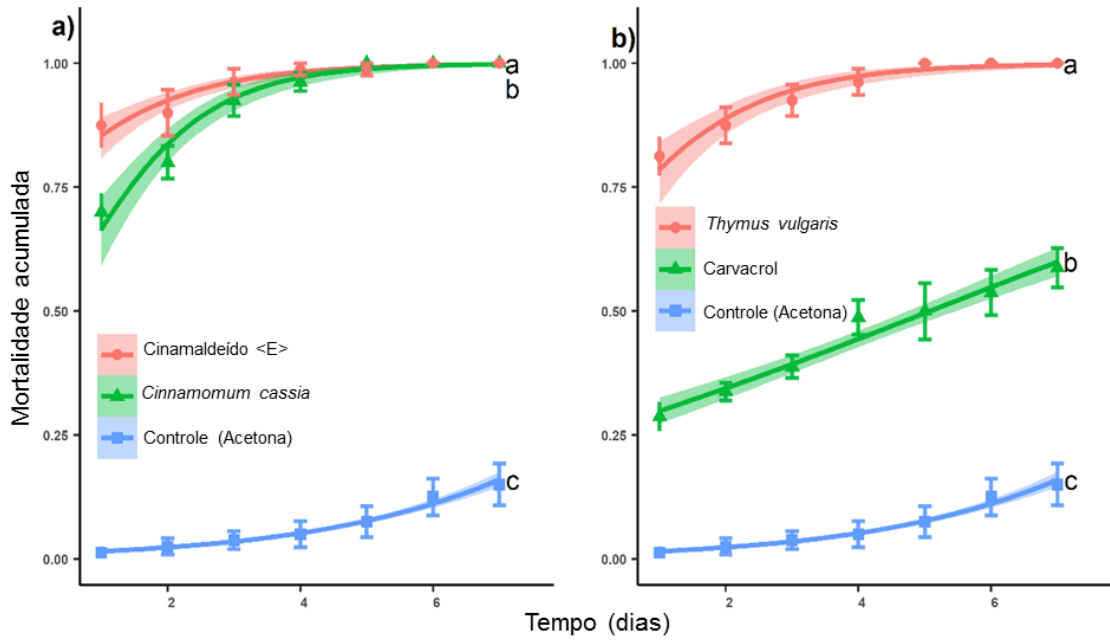 a)
Mortalidade acumulada
1.00
0.75
0.50
0.25
0.00
a
b
c
Cinamaldeído <E>
Cinnamomum cassia
Controle (Acetona)
2
4
6
b)
1.00
0.75
0.50
0.25
0.00
a
b
c
Thymus vulgaris
Carvacrol
Controle (Acetona)
2
4
6
Tempo (dias)